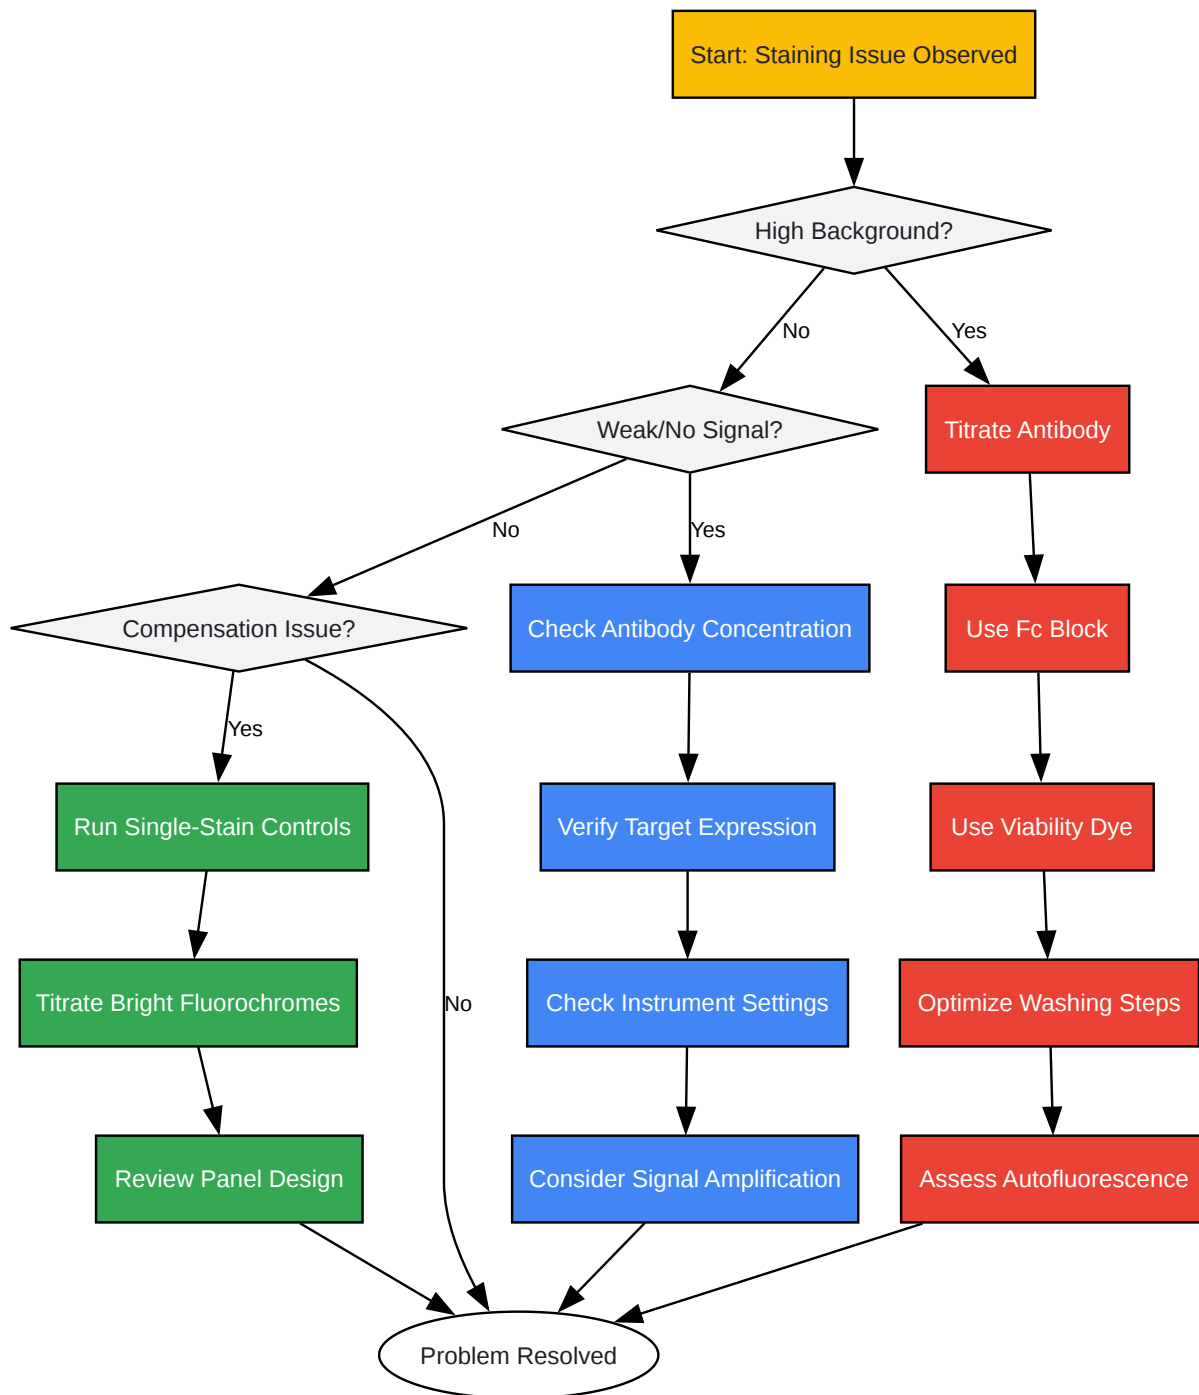 Start: Staining Issue Observed
High Background?
No
Yes
Weak/No Signal?
Titrate Antibody
No
Yes
Compensation Issue?
Check Antibody Concentration
Use Fc Block
Yes
Run Single-Stain Controls
Verify Target Expression
Use Viability Dye
Titrate Bright Fluorochromes
No
Check Instrument Settings
Optimize Washing Steps
Review Panel Design
Consider Signal Amplification
Assess Autofluorescence
Problem Resolved